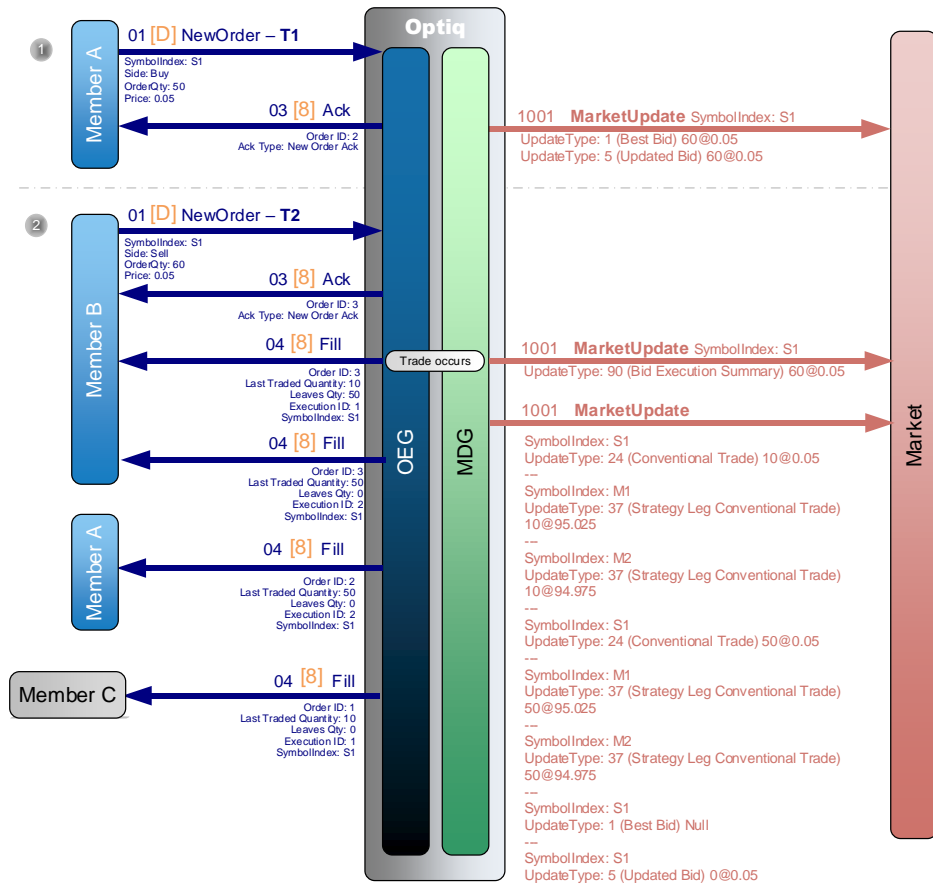 Optiq
1
Member A
01 [D] NewOrder – T1
SymbolIndex: S1
Side: Buy
OrderQty: 50
Price: 0.05
03 [8] Ack
Order ID: 2
Ack Type: New Order Ack
1001 MarketUpdate SymbolIndex: S1
UpdateType: 1 (Best Bid) 60@0.05
UpdateType: 5 (Updated Bid) 60@0.05
2
Member B
01 [D] NewOrder – T2
SymbolIndex: S1
Side: Sell
OrderQty: 60
Price: 0.05
03 [8] Ack
Order ID: 3
Ack Type: New Order Ack
04 [8] Fill
Order ID: 3
Last Traded Quantity: 10
Leaves Qty: 50
Execution ID: 1
SymbolIndex: S1
Trade occurs
1001 MarketUpdate SymbolIndex: S1
UpdateType: 90 (Bid Execution Summary) 60@0.05
04 [8] Fill
Order ID: 3
Last Traded Quantity: 50
Leaves Qty: 0
Execution ID: 2
SymbolIndex: S1
Member A
04 [8] Fill
Order ID: 2
Last Traded Quantity: 50
Leaves Qty: 0
Execution ID: 2
SymbolIndex: S1
Member C
04 [8] Fill
Order ID: 1
Last Traded Quantity: 10
Leaves Qty: 0
Execution ID: 1
SymbolIndex: S1
OEG
MDG
1001 MarketUpdate
SymbolIndex: S1
UpdateType: 24 (Conventional Trade) 10@0.05
---
SymbolIndex: M1
UpdateType: 37 (Strategy Leg Conventional Trade)
10@95.025
---
SymbolIndex: M2
UpdateType: 37 (Strategy Leg Conventional Trade)
10@94.975
---
SymbolIndex: S1
UpdateType: 24 (Conventional Trade) 50@0.05
---
SymbolIndex: M1
UpdateType: 37 (Strategy Leg Conventional Trade)
50@95.025
---
SymbolIndex: M2
UpdateType: 37 (Strategy Leg Conventional Trade)
50@94.975
---
SymbolIndex: S1
UpdateType: 1 (Best Bid) Null
---
SymbolIndex: S1
UpdateType: 5 (Updated Bid) 0@0.05
Market